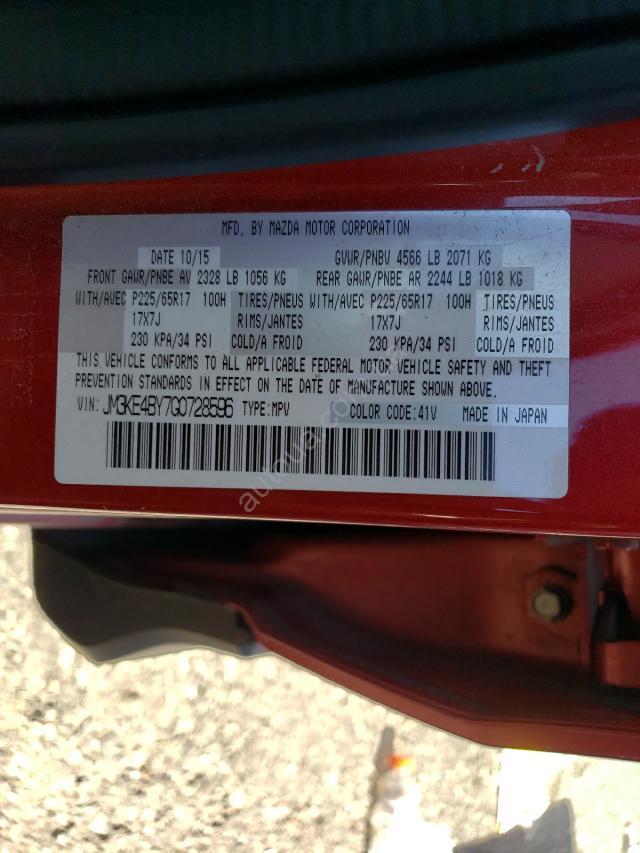 MFD. BY MAZDA MOTOR CORPORATION
DATE 10/15 GVWR/PNBV 4566 LB 2071 KG
FRONT GAWR/PNBE AV 2328 LB 1056 KG REAR GAWR/PNBE AR 2244 LB 1018 KG
WITH/AVEC P225/65R17 100H TIRES/PNEUS WITH/AVEC P225/65R17 100H TIRES/PNEUS
17X7J RIMS/JANTES 17X7J RIMS/JANTES
230 KPA/34 PSI COLD/A FROID 230 KPA/34 PSI COLD/A FROID
THIS VEHICLE CONFORMS TO ALL APPLICABLE FEDERAL MOTOR VEHICLE SAFETY AND THEFT
PREVENTION STANDARDS IN EFFECT ON THE DATE OF MANUFACTURE SHOWN ABOVE.
VIN: JM3KE4BY7G0728596 TYPE:MPV COLOR CODE:41V MADE IN JAPAN